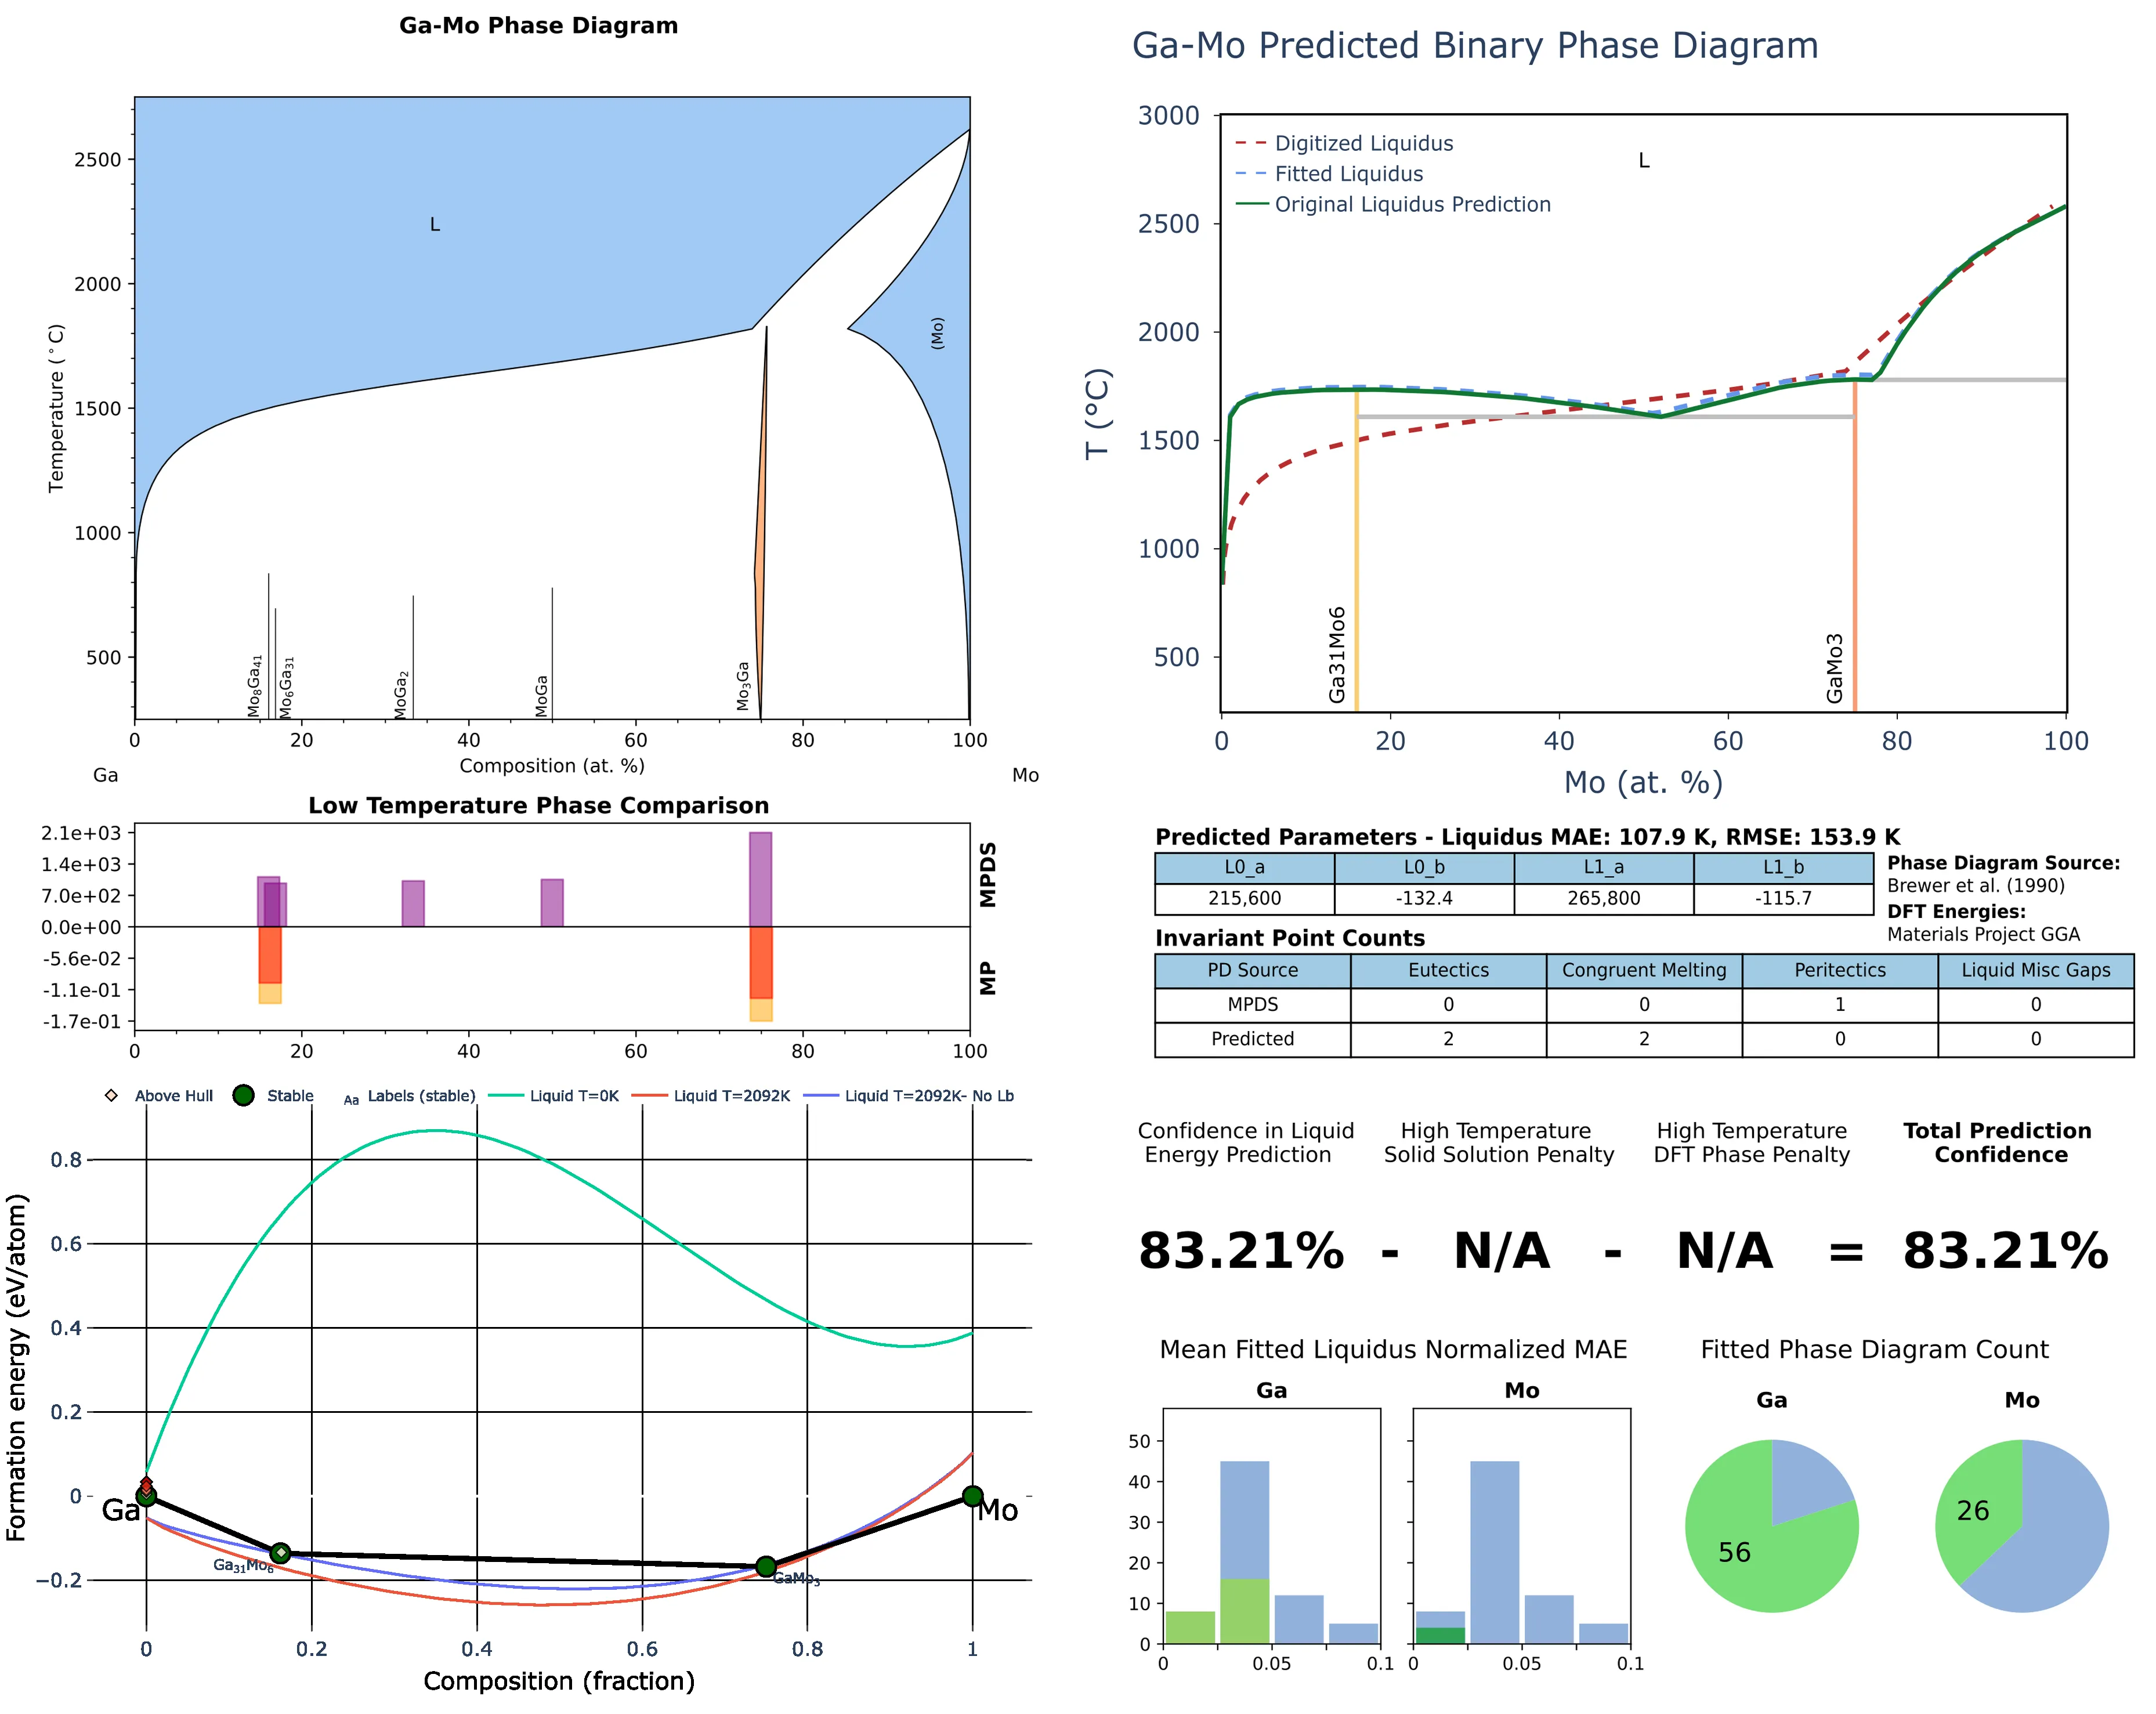 Ga-Mo Phase Diagram
Temperature (°C)
2500
2000
1500
1000
500
L
(Mo)
Mo₈Ga₄₁
Mo₆Ga₃₁
MoGa₂
MoGa
Mo₃Ga
0 20 40 60 80 100
Composition (at. %)
Ga Mo
Low Temperature Phase Comparison
2.1e+03
1.4e+03
7.0e+02
0.0e+00
-5.6e-02
-1.1e-01
-1.7e-01
MPDS
MP
0 20 40 60 80 100
Above Hull Stable Aa Labels (stable) Liquid T=0K Liquid T=2092K Liquid T=2092K- No Lb
Formation energy (eV/atom)
0.8
0.6
0.4
0.2
0
−0.2
Ga
Mo
Ga₃₁Mo₆
GaMo₃
0 0.2 0.4 0.6 0.8 1
Composition (fraction)
Ga-Mo Predicted Binary Phase Diagram
T (°C)
3000
2500
2000
1500
1000
500
Digitized Liquidus
Fitted Liquidus
Original Liquidus Prediction
L
Ga31Mo6
GaMo3
0 20 40 60 80 100
Mo (at. %)
Predicted Parameters - Liquidus MAE: 107.9 K, RMSE: 153.9 K
L0_a L0_b L1_a L1_b
215,600 -132.4 265,800 -115.7
Phase Diagram Source:
Brewer et al. (1990)
DFT Energies:
Materials Project GGA
Invariant Point Counts
PD Source Eutectics Congruent Melting Peritectics Liquid Misc Gaps
MPDS 0 0 1 0
Predicted 2 2 0 0
Confidence in Liquid
Energy Prediction
High Temperature
Solid Solution Penalty
High Temperature
DFT Phase Penalty
Total Prediction
Confidence
83.21% - N/A - N/A = 83.21%
Mean Fitted Liquidus Normalized MAE
Ga Mo
50
40
30
20
10
0
0 0.05 0.1
0 0.05 0.1
Fitted Phase Diagram Count
Ga Mo
56
26